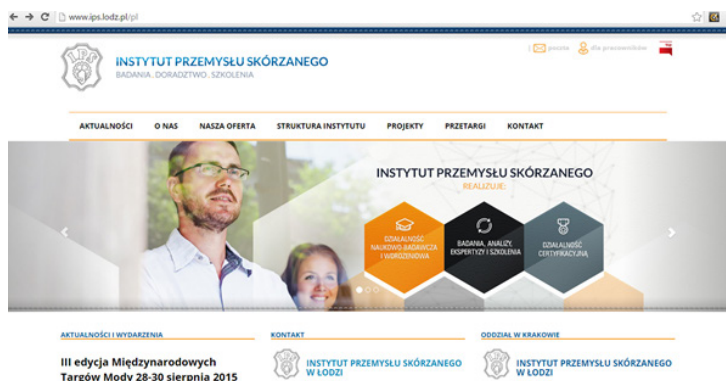 www.ips.lodz.pl/pl
INSTYTUT PRZEMYSŁU SKÓRZANEGO
BADANIA. DORADZTWO. SZKOLENIA
poczta
dla pracowników
AKTUALNOŚCI
O NAS
NASZA OFERTA
STRUKTURA INSTYTUTU
PROJEKTY
PRZETARGI
KONTAKT
INSTYTUT PRZEMYSŁU SKÓRZANEGO
REALIZUJE:
DZIAŁALNOŚĆ
NAUKOWO-BADAWCZA
I WDROŻENIOWA
BADANIA, ANALIZY,
EKSPERTYZY I SZKOLENIA
DZIAŁALNOŚĆ
CERTYFIKACYJNA
AKTUALNOŚCI I WYDARZENIA
III edycja Międzynarodowych
Targów Mody 28-30 sierpnia 2015
KONTAKT
INSTYTUT PRZEMYSŁU SKÓRZANEGO
W ŁODZI
ODDZIAŁ W KRAKOWIE
INSTYTUT PRZEMYSŁU SKÓRZANEGO
W ŁODZI